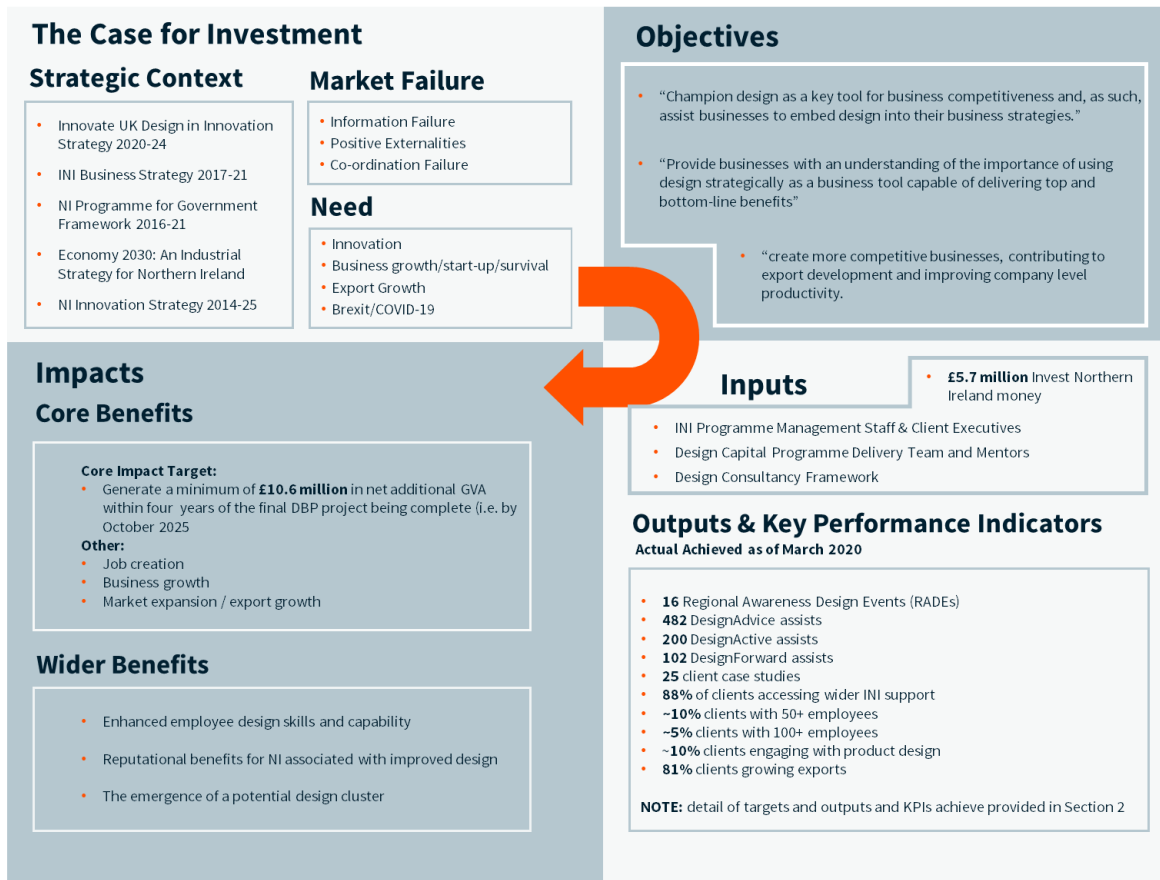 The Case for Investment
Strategic Context
• Innovate UK Design in Innovation
Strategy 2020-24
• INI Business Strategy 2017-21
• NI Programme for Government
Framework 2016-21
• Economy 2030: An Industrial
Strategy for Northern Ireland
• NI Innovation Strategy 2014-25
Market Failure
• Information Failure
• Positive Externalities
• Co-ordination Failure
Need
• Innovation
• Business growth/start-up/survival
• Export Growth
• Brexit/COVID-19
Objectives
• “Champion design as a key tool for business competitiveness and, as such,
assist businesses to embed design into their business strategies.”
• “Provide businesses with an understanding of the importance of using
design strategically as a business tool capable of delivering top and
bottom-line benefits”
• “create more competitive businesses, contributing to
export development and improving company level
productivity.
Inputs
• £5.7 million Invest Northern
Ireland money
• INI Programme Management Staff & Client Executives
• Design Capital Programme Delivery Team and Mentors
• Design Consultancy Framework
Outputs & Key Performance Indicators
Actual Achieved as of March 2020
• 16 Regional Awareness Design Events (RADEs)
• 482 DesignAdvice assists
• 200 DesignActive assists
• 102 DesignForward assists
• 25 client case studies
• 88% of clients accessing wider INI support
• ~10% clients with 50+ employees
• ~5% clients with 100+ employees
• ~10% clients engaging with product design
• 81% clients growing exports
NOTE: detail of targets and outputs and KPIs achieve provided in Section 2
Impacts
Core Benefits
Core Impact Target:
• Generate a minimum of £10.6 million in net additional GVA
within four years of the final DBP project being complete (i.e. by
October 2025
Other:
• Job creation
• Business growth
• Market expansion / export growth
Wider Benefits
• Enhanced employee design skills and capability
• Reputational benefits for NI associated with improved design
• The emergence of a potential design cluster